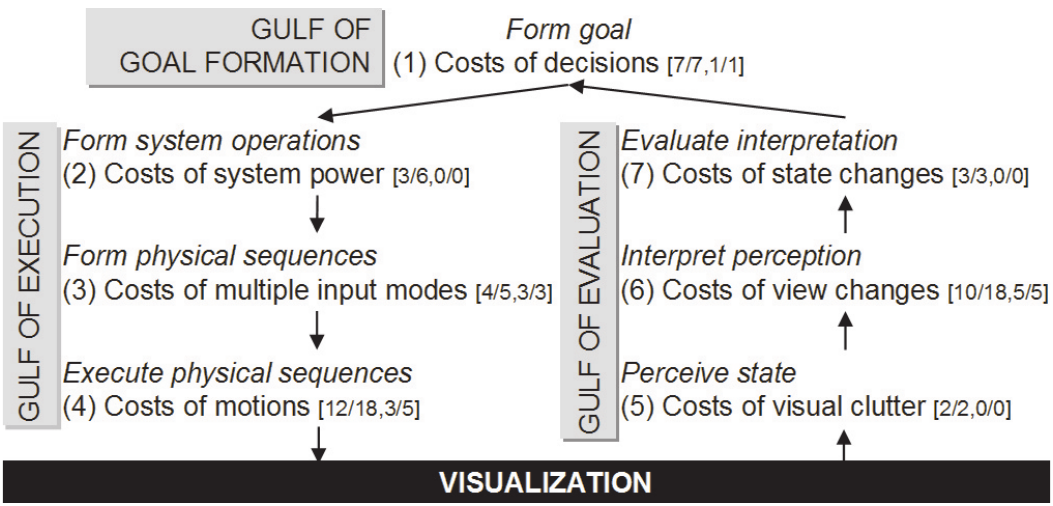 GULF OF
GOAL FORMATION
Form goal
(1) Costs of decisions [7/7,1/1]
GULF OF EXECUTION
Form system operations
(2) Costs of system power [3/6,0/0]
Form physical sequences
(3) Costs of multiple input modes [4/5,3/3]
Execute physical sequences
(4) Costs of motions [12/18,3/5]
GULF OF EVALUATION
Evaluate interpretation
(7) Costs of state changes [3/3,0/0]
Interpret perception
(6) Costs of view changes [10/18,5/5]
Perceive state
(5) Costs of visual clutter [2/2,0/0]
VISUALIZATION